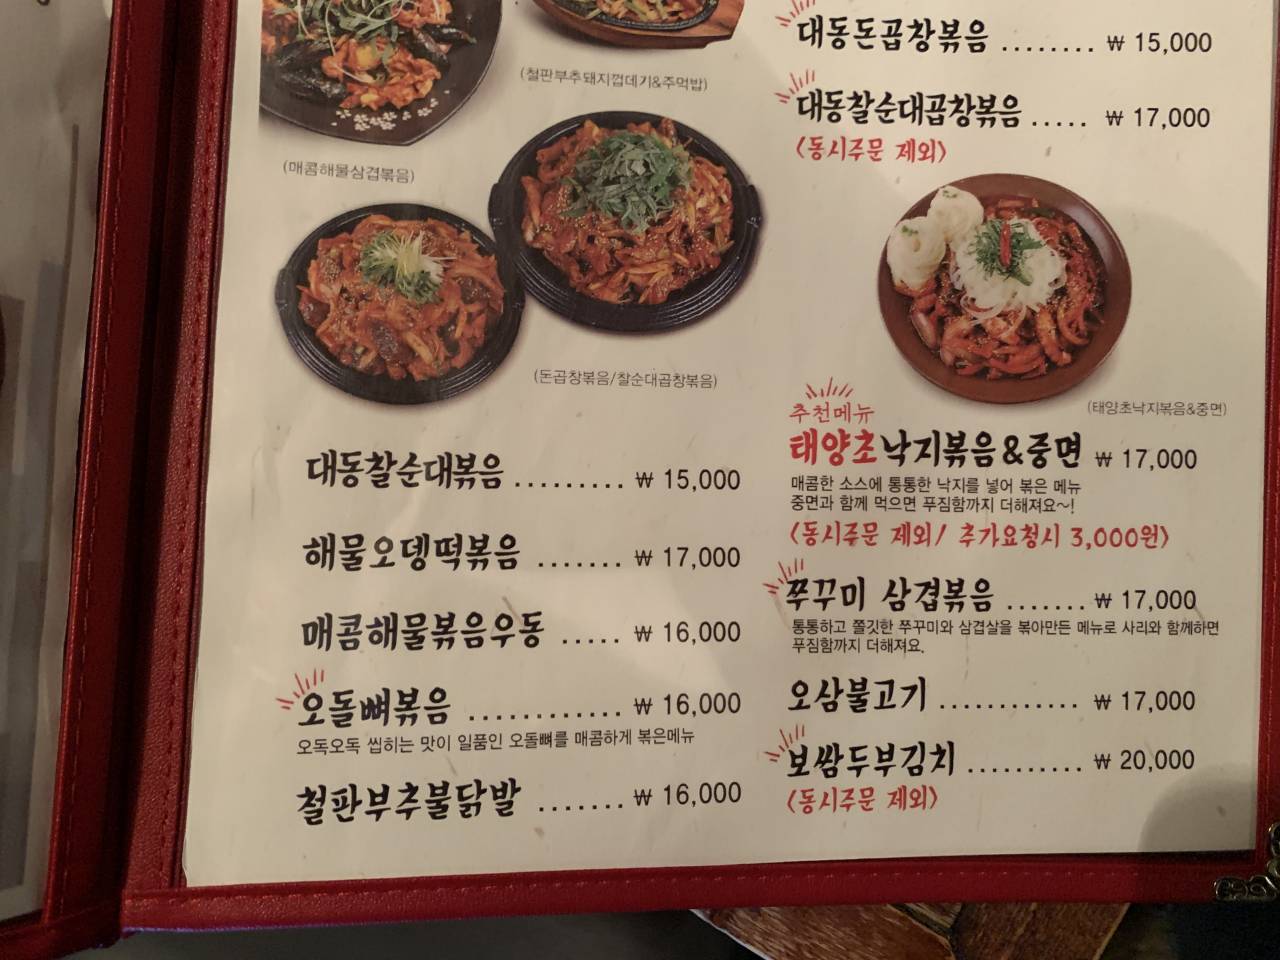 (철판부추돼지껍데기&주먹밥)
(매콤해물삼겹볶음)
(돈곱창볶음/찰순대곱창볶음)
대동찰순대볶음 ......... ₩ 15,000
해물오뎅떡볶음 ....... ₩ 17,000
매콤해물볶음우동 ..... ₩ 16,000
오돌뼈볶음 ............ ₩ 16,000
오독오독 씹히는 맛이 일품인 오돌뼈를 매콤하게 볶은메뉴
철판부추불닭발 ....... ₩ 16,000
대동돈곱창볶음 ........ ₩ 15,000
대동찰순대곱창볶음 ..... ₩ 17,000
<동시주문 제외>
(태양초낙지볶음&중면)
추천메뉴
태양초낙지볶음&중면 ₩ 17,000
매콤한 소스에 통통한 낙지를 넣어 볶은 메뉴
중면과 함께 먹으면 푸짐함까지 더해져요~!
<동시주문 제외/ 추가요청시 3,000원>
쭈꾸미 삼겹볶음 ....... ₩ 17,000
통통하고 쫄깃한 쭈꾸미와 삼겹살을 볶아만든 메뉴로 사리와 함께하면
푸짐함까지 더해져요.
오삼불고기 ............ ₩ 17,000
보쌈두부김치 .......... ₩ 20,000
<동시주문 제외>